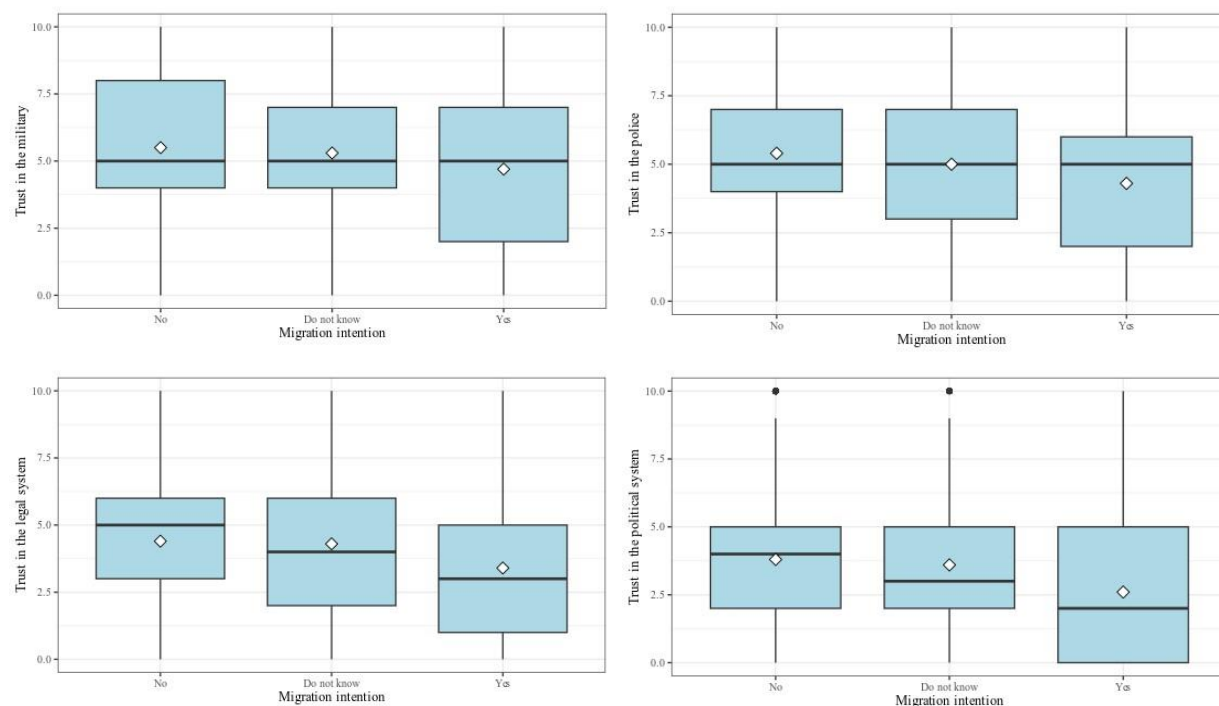 Trust in the military
10.0
7.5
5.0
2.5
0.0
No
Do not know
Yes
Migration intention
Trust in the police
10.0
7.5
5.0
2.5
0.0
No
Do not know
Yes
Migration intention
Trust in the legal system
10.0
7.5
5.0
2.5
0.0
No
Do not know
Yes
Migration intention
Trust in the political system
10.0
7.5
5.0
2.5
0.0
No
Do not know
Yes
Migration intention